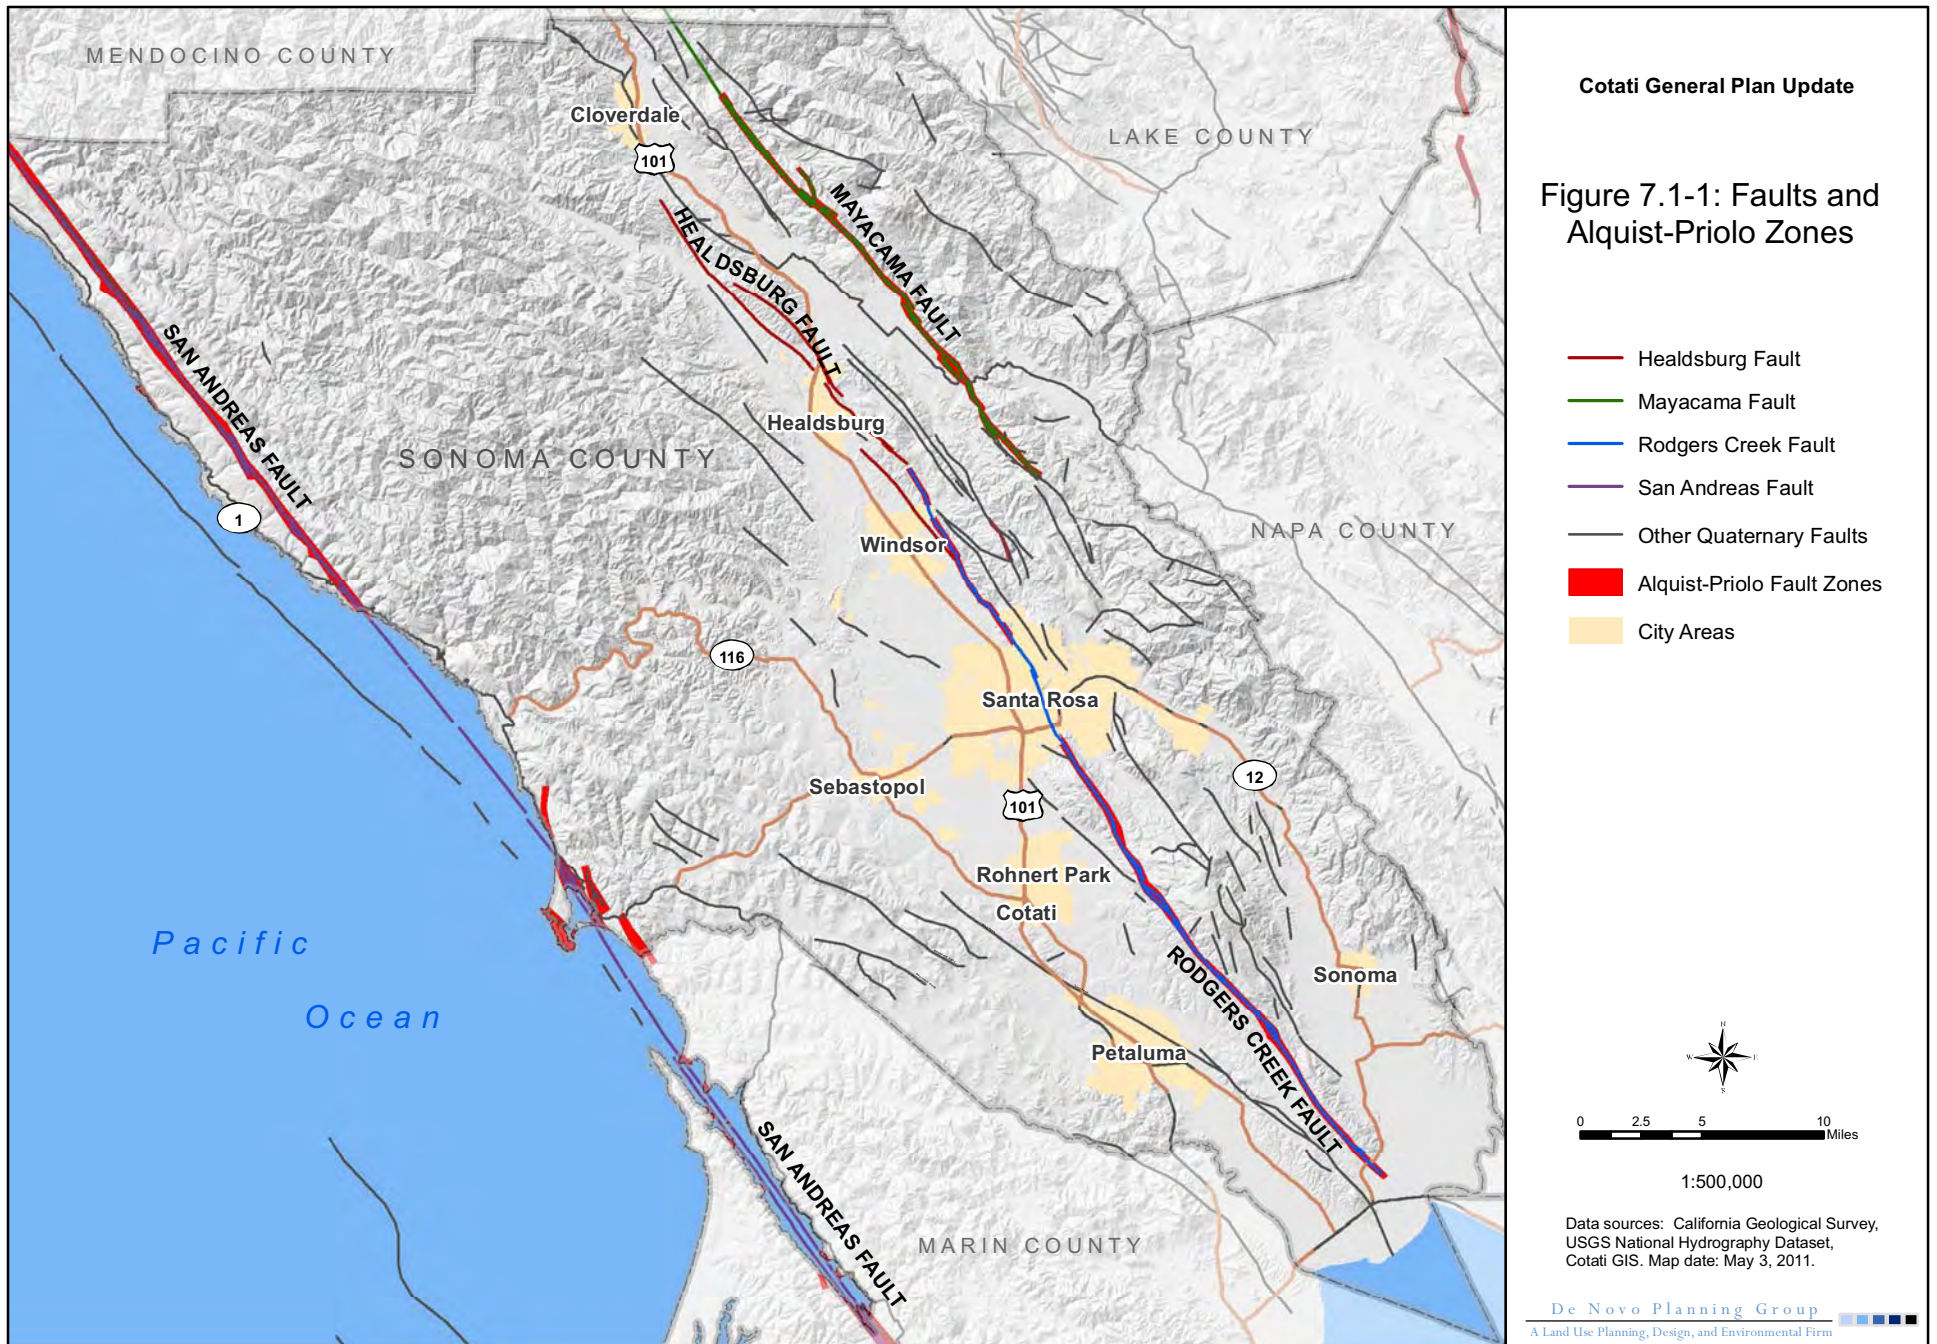 MENDOCINO COUNTY
LAKE COUNTY
Cloverdale
101
MAYACAMA FAULT
HEALDSBURG FAULT
SAN ANDREAS FAULT
Healdsburg
SONOMA COUNTY
1
NAPA COUNTY
Windsor
116
Santa Rosa
12
Sebastopol
101
Rohnert Park
Cotati
Pacific
Ocean
Sonoma
RODGERS CREEK FAULT
Petaluma
SAN ANDREAS FAULT
MARIN COUNTY
Cotati General Plan Update
Figure 7.1-1: Faults and
Alquist-Priolo Zones
Healdsburg Fault
Mayacama Fault
Rodgers Creek Fault
San Andreas Fault
Other Quaternary Faults
Alquist-Priolo Fault Zones
City Areas
N
W E
S
0 2.5 5 10
Miles
1:500,000
Data sources: California Geological Survey,
USGS National Hydrography Dataset,
Cotati GIS. Map date: May 3, 2011.
De Novo Planning Group
A Land Use Planning, Design, and Environmental Firm